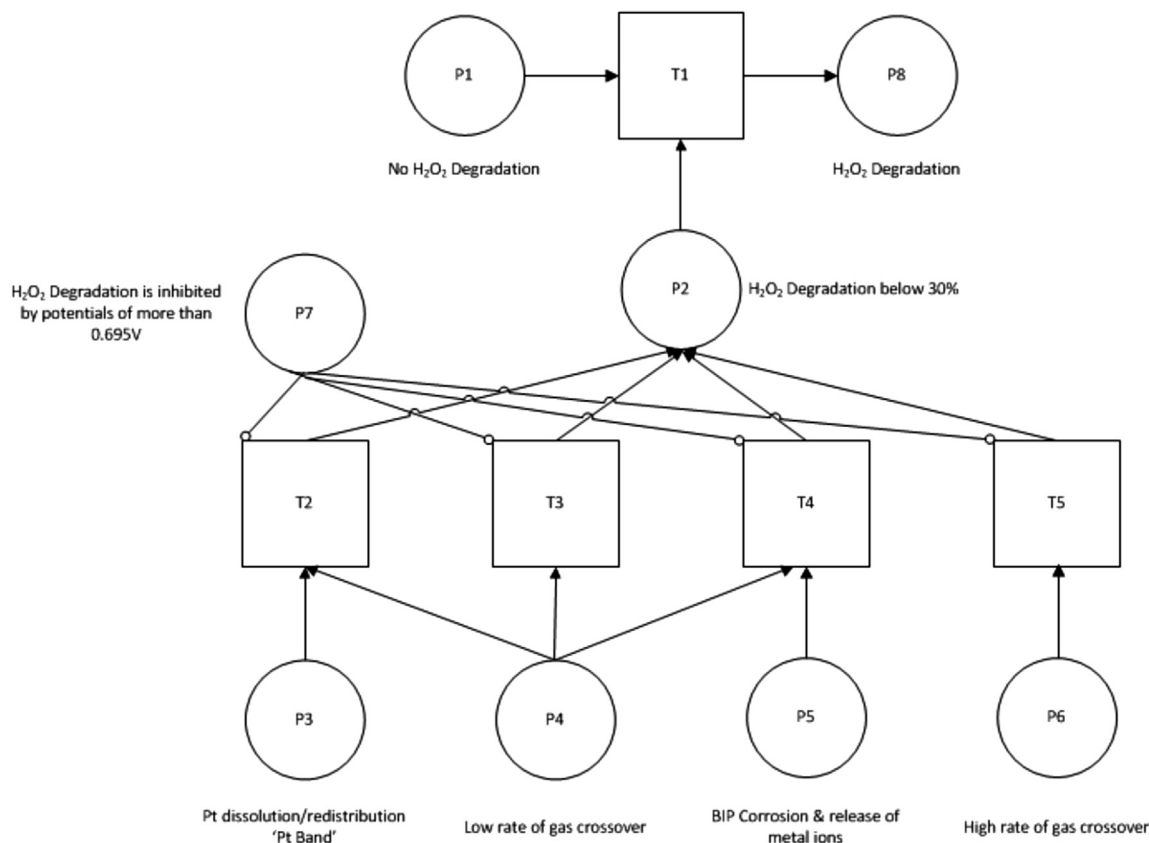 P1
T1
P8
No H₂O₂ Degradation
H₂O₂ Degradation
P2
H₂O₂ Degradation below 30%
H₂O₂ Degradation is inhibited
by potentials of more than
0.695V
P7
T2
T3
T4
T5
P3
P4
P5
P6
Pt dissolution/redistribution
‘Pt Band’
Low rate of gas crossover
BIP Corrosion & release of
metal ions
High rate of gas crossover